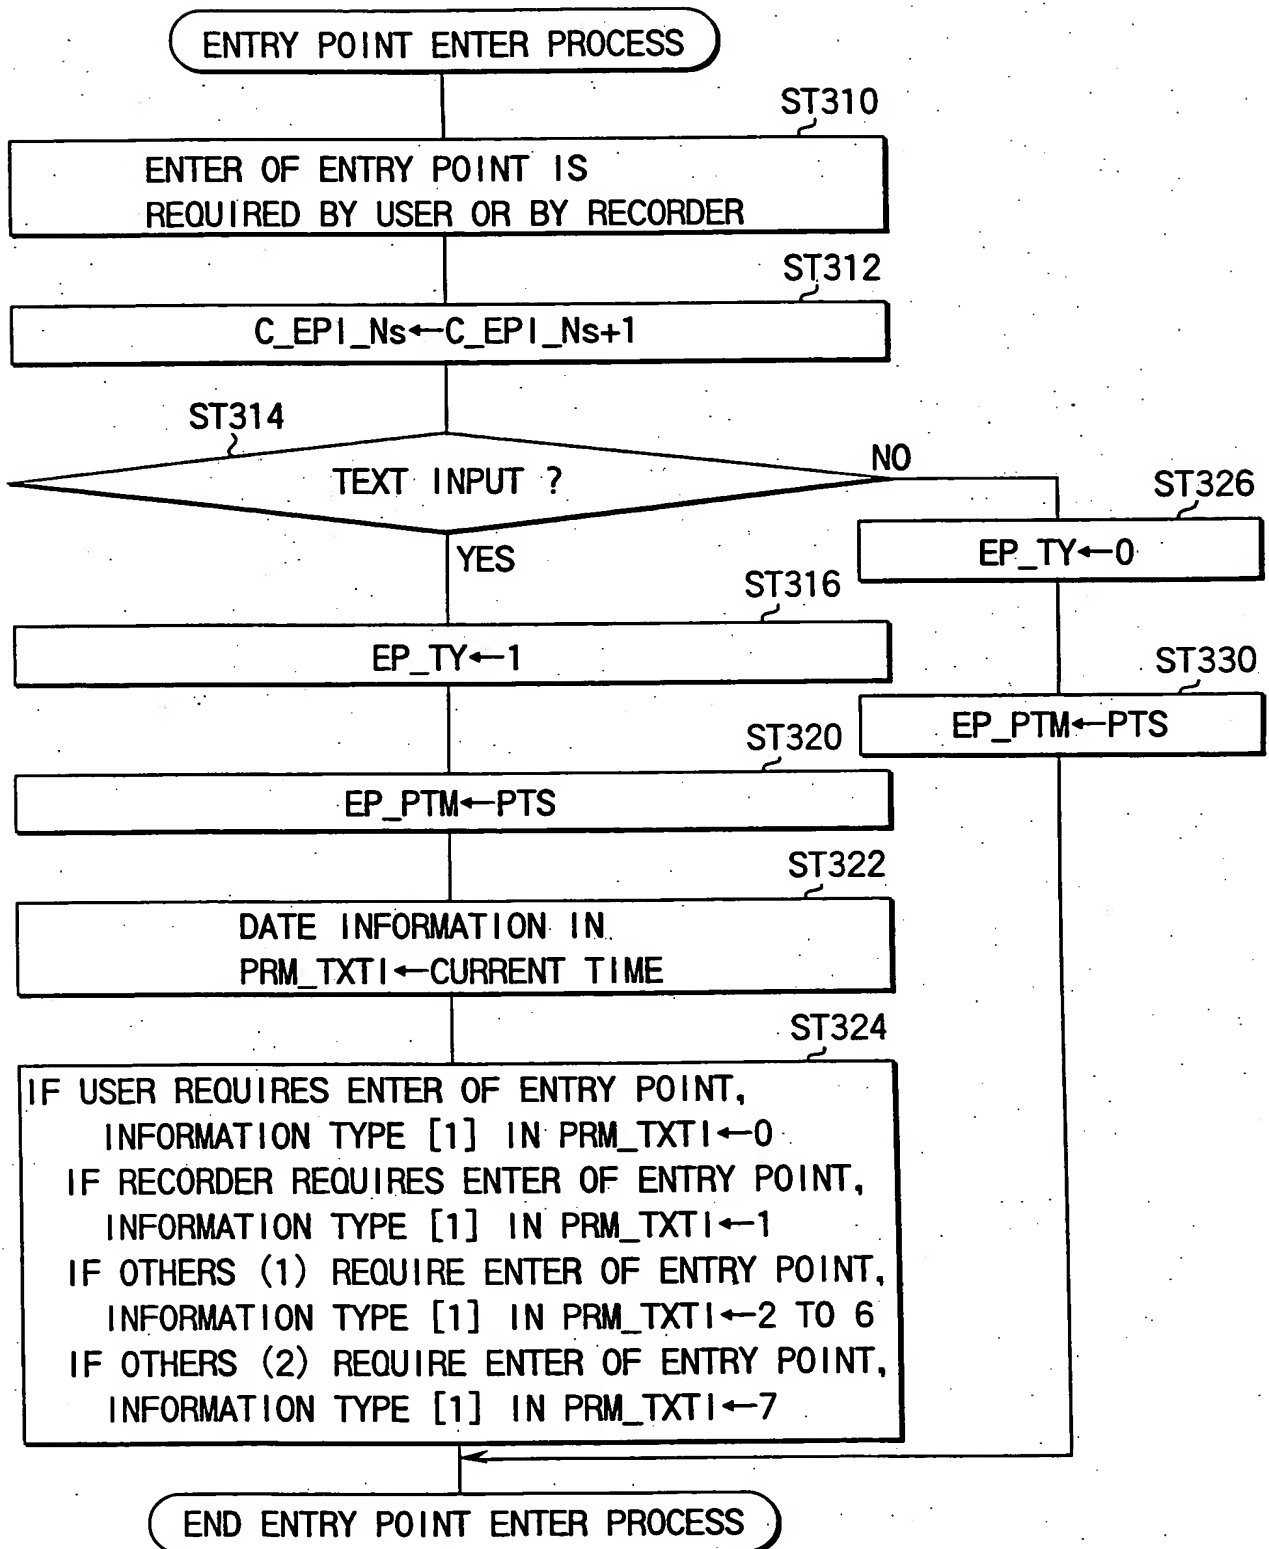 ENTRY POINT ENTER PROCESS
ST310
ENTER OF ENTRY POINT IS
REQUIRED BY USER OR BY RECORDER
ST312
C_EPI_Ns←C_EPI_Ns+1
ST314
TEXT INPUT ?
NO
YES
ST326
EP_TY←0
ST316
EP_TY←1
ST330
EP_PTM←PTS
ST320
EP_PTM←PTS
ST322
DATE INFORMATION IN
PRM_TXTI←CURRENT TIME
ST324
IF USER REQUIRES ENTER OF ENTRY POINT,
INFORMATION TYPE [1] IN PRM_TXTI←0
IF RECORDER REQUIRES ENTER OF ENTRY POINT,
INFORMATION TYPE [1] IN PRM_TXTI←1
IF OTHERS (1) REQUIRE ENTER OF ENTRY POINT,
INFORMATION TYPE [1] IN PRM_TXTI←2 TO 6
IF OTHERS (2) REQUIRE ENTER OF ENTRY POINT,
INFORMATION TYPE [1] IN PRM_TXTI←7
END ENTRY POINT ENTER PROCESS